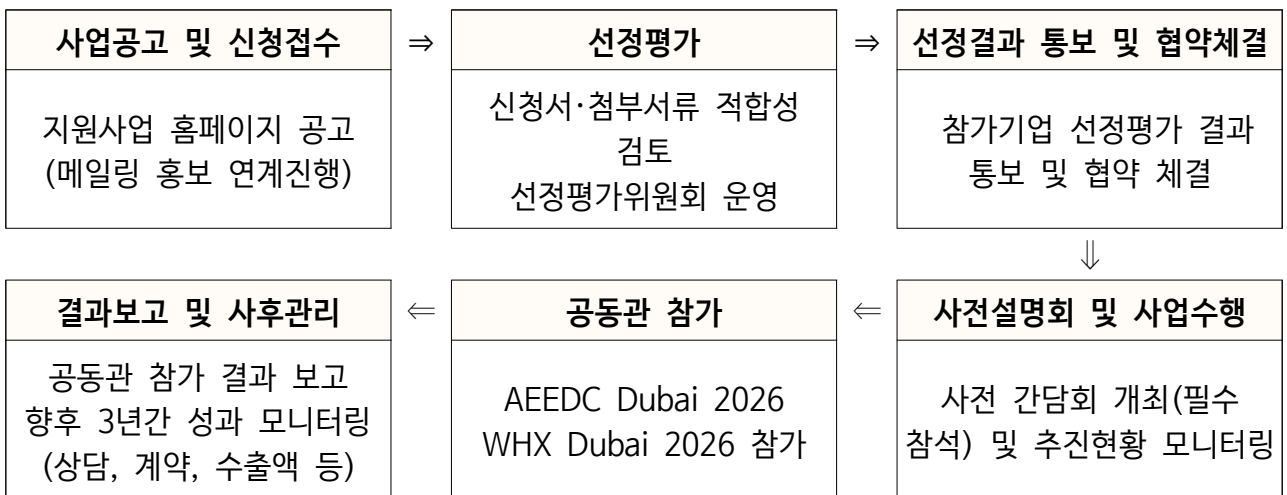 사업공고 및 신청접수
지원사업 홈페이지 공고
(메일링 홍보 연계진행)
⇒
선정평가
신청서·첨부서류 적합성
검토
선정평가위원회 운영
⇒
선정결과 통보 및 협약체결
참가기업 선정평가 결과
통보 및 협약 체결
⇓
사전설명회 및 사업수행
사전 간담회 개최(필수
참석) 및 추진현황 모니터링
⇐
공동관 참가
AEEDC Dubai 2026
WHX Dubai 2026 참가
⇐
결과보고 및 사후관리
공동관 참가 결과 보고
향후 3년간 성과 모니터링
(상담, 계약, 수출액 등)